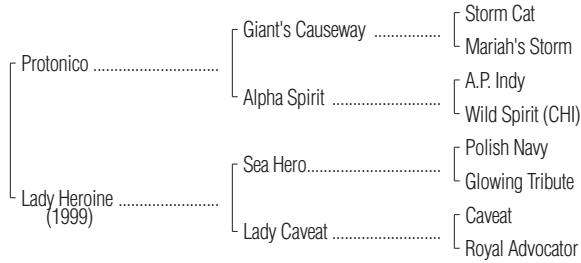 Storm Cat
Giant's Causeway ..................
Mariah's Storm
Protonico ............................
A.P. Indy
Alpha Spirit ........................
Wild Spirit (CHI)
Polish Navy
Sea Hero...........................
Glowing Tribute
Lady Heroine ......................
(1999)
Caveat
Lady Caveat ........................
Royal Advocator